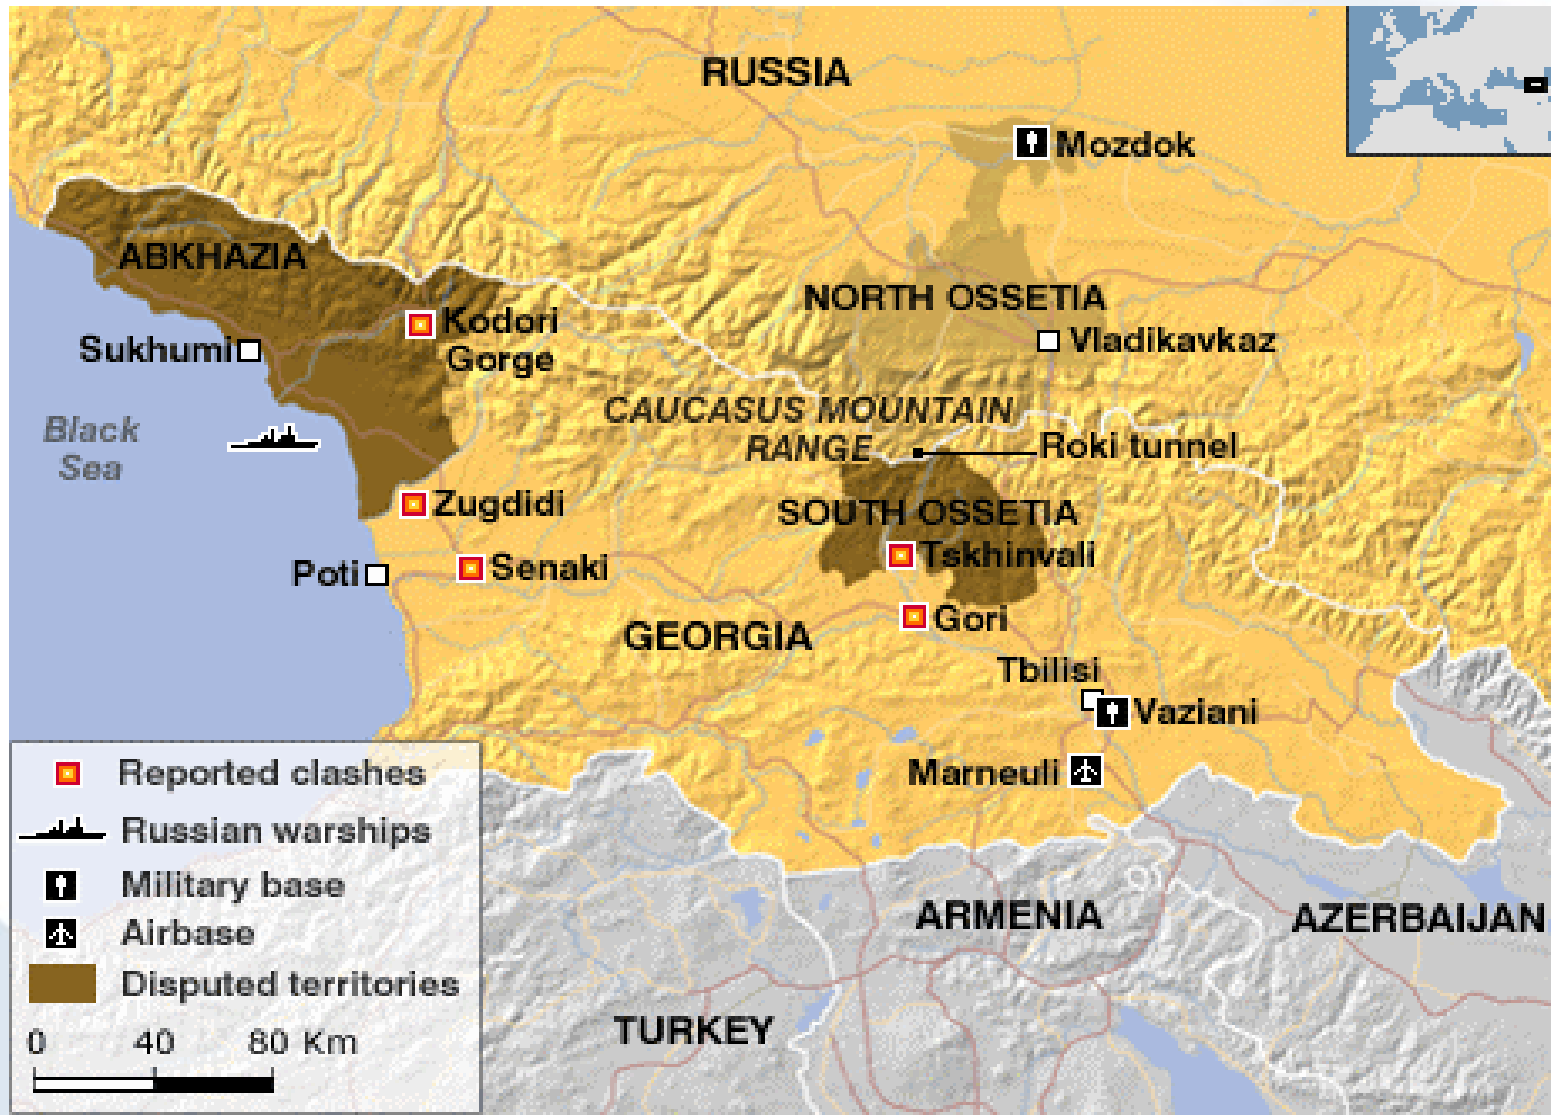 RUSSIA
Mozdok
ABKHAZIA
NORTH OSSETIA
Kodori
Gorge
Sukhumi
Vladikavkaz
CAUCASUS MOUNTAIN
RANGE
Black
Sea
Roki tunnel
Zugdidi
SOUTH OSSETIA
Tskhinvali
Senaki
Poti
Gori
GEORGIA
Tbilisi
Vaziani
Marneuli
Reported clashes
Russian warships
Military base
Airbase
Disputed territories
0 40 80 Km
ARMENIA
AZERBAIJAN
TURKEY